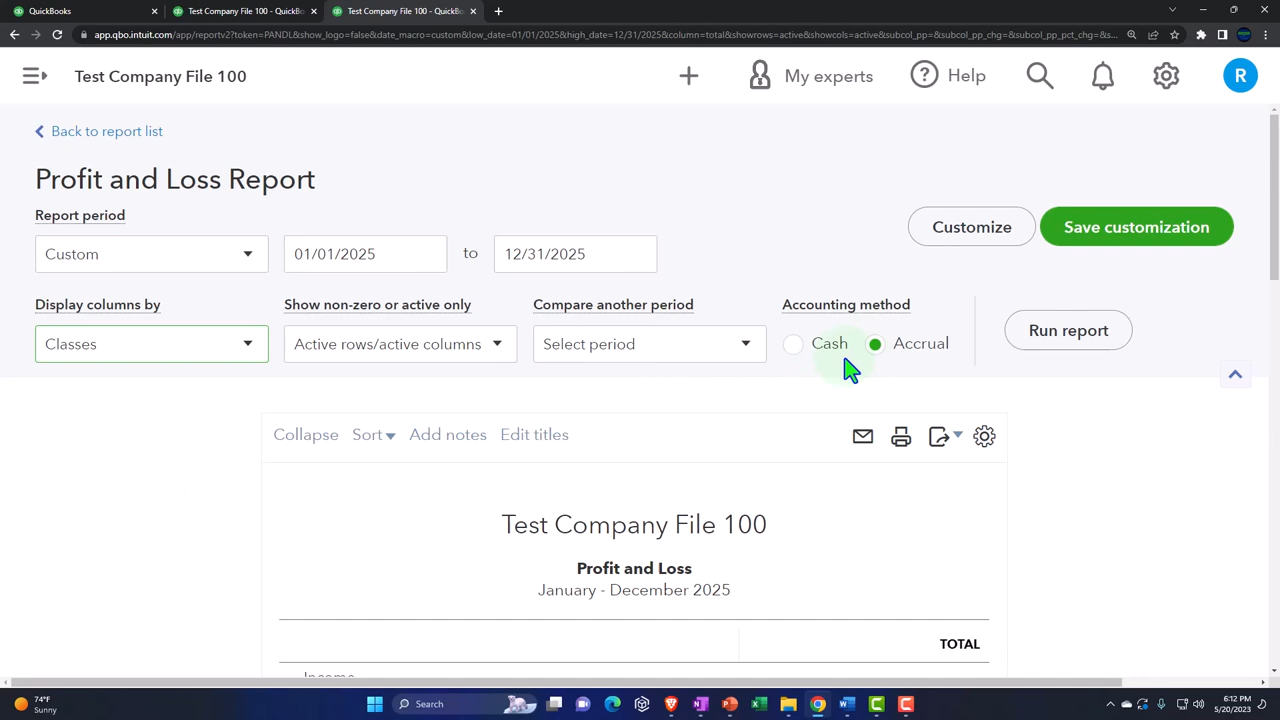 QuickBooks
Test Company File 100 - Report
Test Company File 100 - Report
app.qbo.intuit.com/app/reportv2?token=PANDL&show_logo=false&date_macro=custom&low_date=01/01/2025&high_date=12/31/2025&column=total&showrows=active&showcols=active&subcol_pp=&subcol_pp_chg=&subcol_pp_pct_chg=&s...
Test Company File 100
My experts
Help
R
Back to report list
Profit and Loss Report
Report period
Customize
Save customization
Custom
01/01/2025
to
12/31/2025
Display columns by
Show non-zero or active only
Compare another period
Accounting method
Classes
Active rows/active columns
Select period
Cash
Accrual
Run report
Collapse
Sort
Add notes
Edit titles
Test Company File 100
Profit and Loss
January - December 2025
TOTAL
Income
74°F
Sunny
Search
6:12 PM
5/20/2023